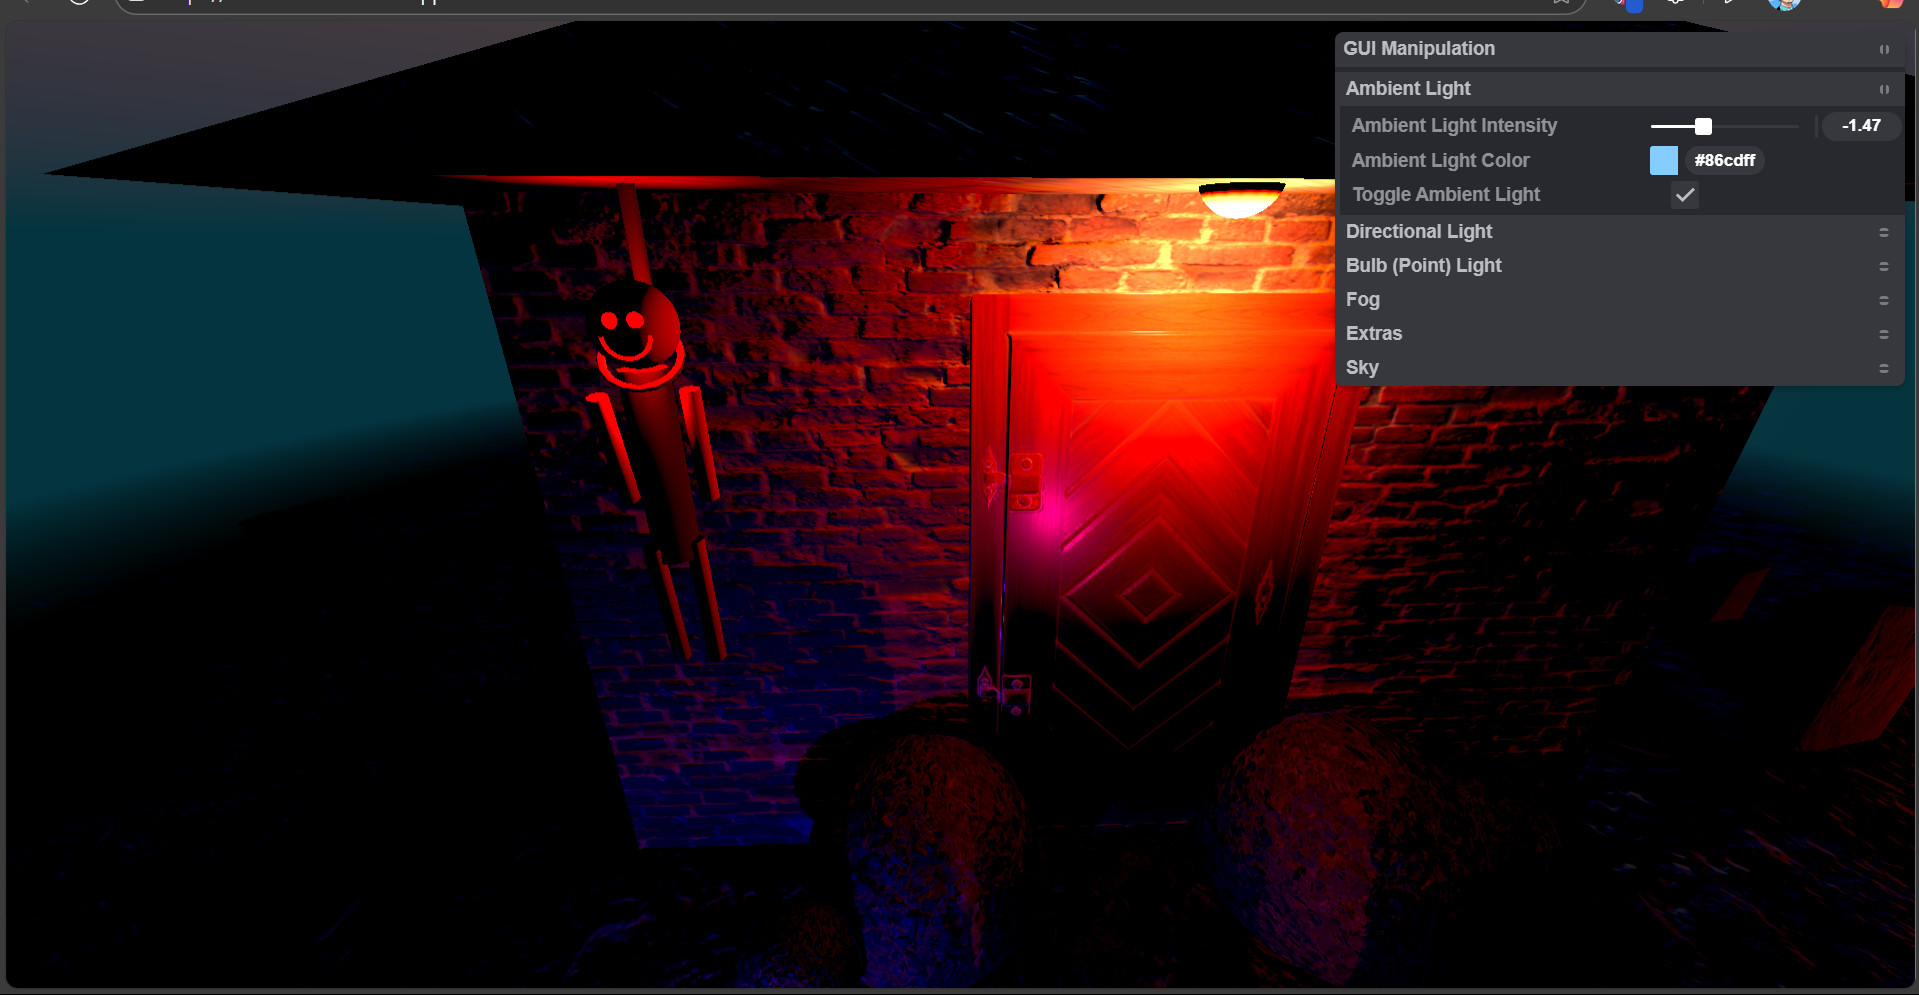 GUI Manipulation
Ambient Light
Ambient Light Intensity -1.47
Ambient Light Color #86cdff
Toggle Ambient Light
Directional Light
Bulb (Point) Light
Fog
Extras
Sky